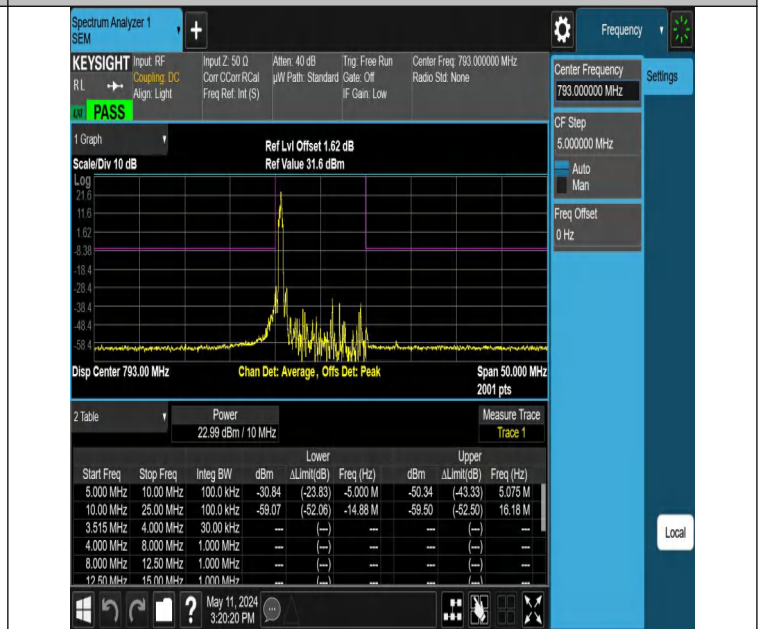 Spectrum Analyzer 1
SEM
+
Frequency
KEYSIGHT
RL
Input: RF
Coupling: DC
Align: Light
Input Z: 50 Ω
Corr CCorr RCal
Freq Ref: Int (S)
Atten: 40 dB
µW Path: Standard
Trig: Free Run
Gate: Off
IF Gain: Low
Center Freq: 793.000000 MHz
Radio Std: None
LXI
PASS
Center Frequency
793.000000 MHz
Settings
CF Step
5.000000 MHz
Auto
Man
Freq Offset
0 Hz
1 Graph
Scale/Div 10 dB
Ref Lvl Offset 1.62 dB
Ref Value 31.6 dBm
Log
21.6
11.6
1.62
-8.38
-18.4
-28.4
-38.4
-48.4
-58.4
Disp Center 793.00 MHz
Chan Det: Average, Offs Det: Peak
Span 50.000 MHz
2001 pts
2 Table
Power
22.99 dBm / 10 MHz
Measure Trace
Trace 1
Lower Upper
Start Freq Stop Freq Integ BW dBm ΔLimit(dB) Freq (Hz) dBm ΔLimit(dB) Freq (Hz)
5.000 MHz 10.00 MHz 100.0 kHz -30.84 (-23.83) -5.000 M -50.34 (-43.33) 5.075 M
10.00 MHz 25.00 MHz 100.0 kHz -59.07 (-52.06) -14.88 M -59.50 (-52.50) 16.18 M
3.515 MHz 4.000 MHz 30.00 kHz --- (---) --- --- (---) ---
4.000 MHz 8.000 MHz 1.000 MHz --- (---) --- --- (---) ---
8.000 MHz 12.50 MHz 1.000 MHz --- (---) --- --- (---) ---
12.50 MHz 15.00 MHz 1.000 MHz --- (---) --- --- (---) ---
Local
?
May 11, 2024
3:20:20 PM